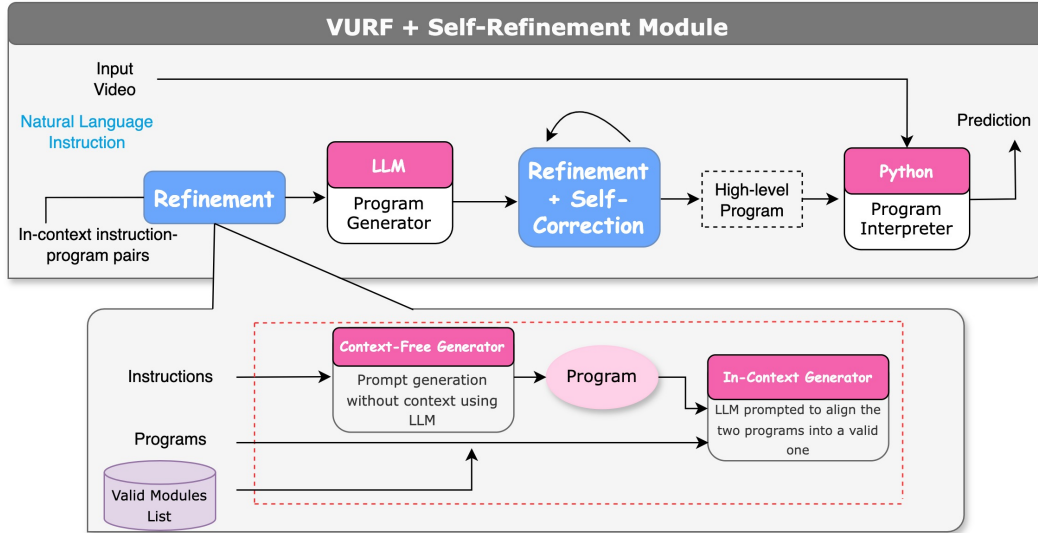 VURF + Self-Refinement Module
Input
Video
Natural Language
Instruction
Prediction
Refinement
LLM
Program
Generator
Refinement
+ Self-
Correction
High-level
Program
Python
Program
Interpreter
In-context instruction-
program pairs
Context-Free Generator
Prompt generation
without context using
LLM
Instructions
Program
In-Context Generator
LLM prompted to align the
two programs into a valid
one
Programs
Valid Modules
List